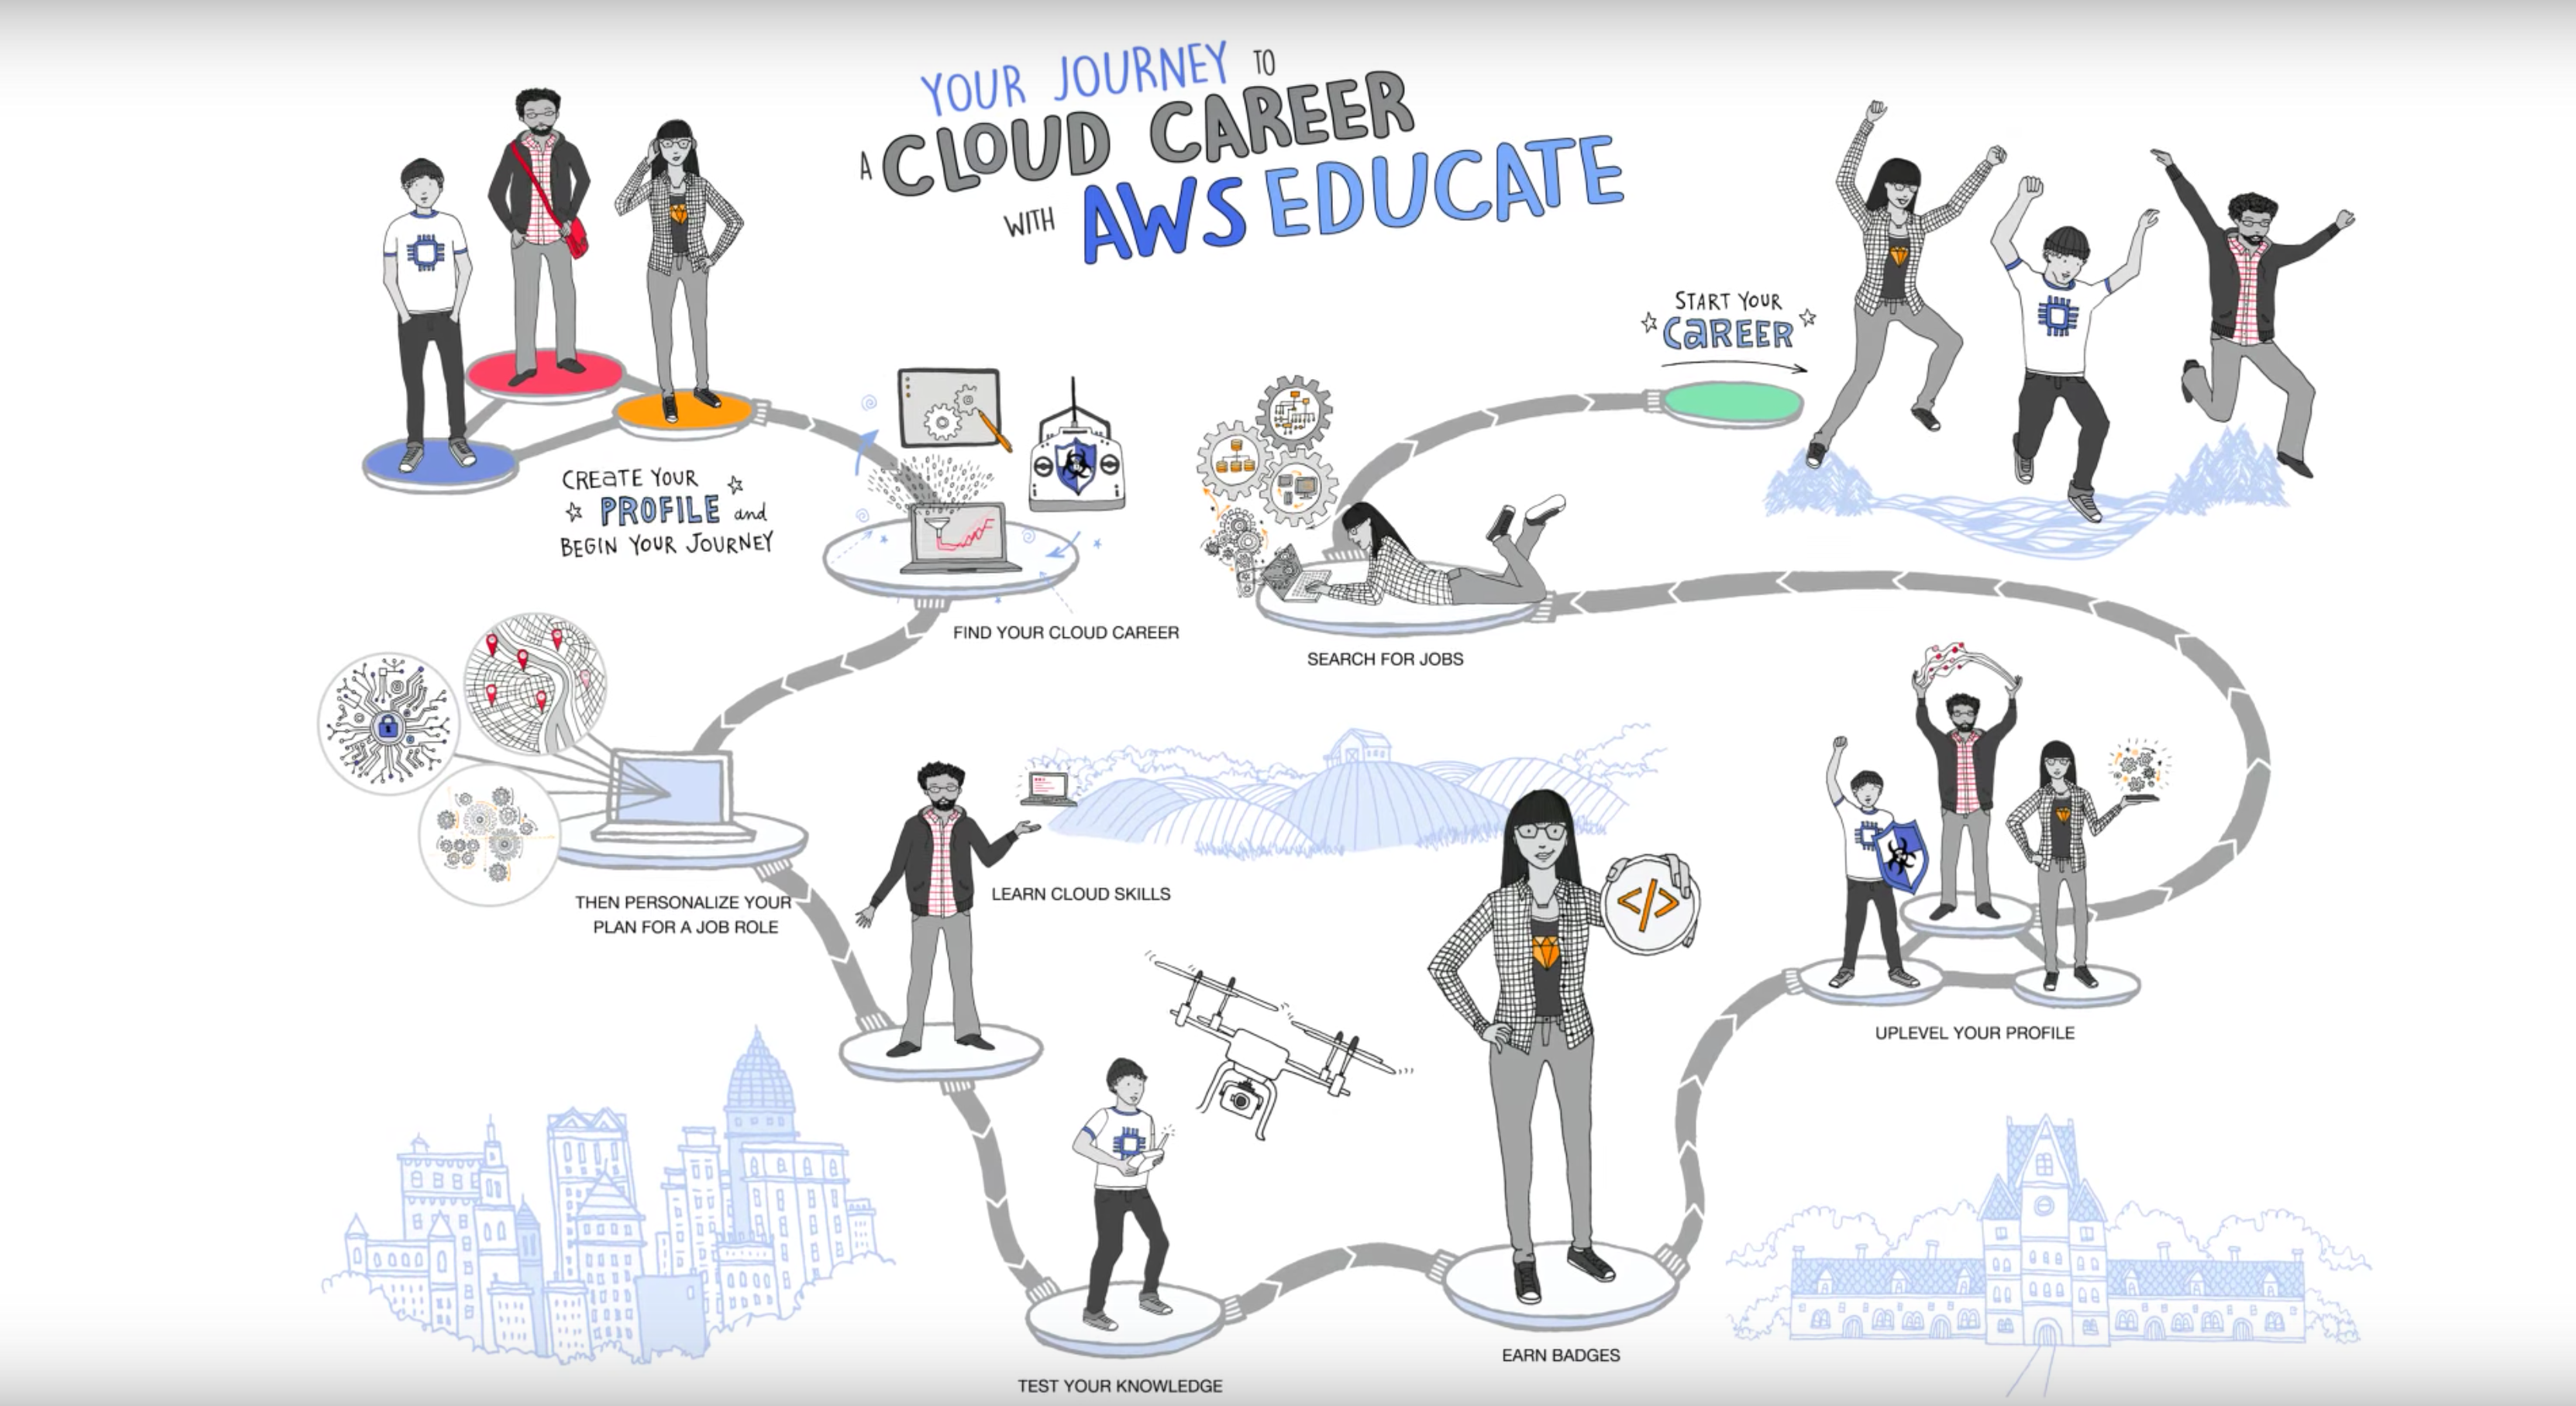 YOUR JOURNEY TO
A CLOUD CAREER
WITH AWS EDUCATE
CREATE YOUR
PROFILE and
BEGIN YOUR JOURNEY
FIND YOUR CLOUD CAREER
THEN PERSONALIZE YOUR
PLAN FOR A JOB ROLE
LEARN CLOUD SKILLS
TEST YOUR KNOWLEDGE
</>
EARN BADGES
UPLEVEL YOUR PROFILE
SEARCH FOR JOBS
START YOUR
CAREER